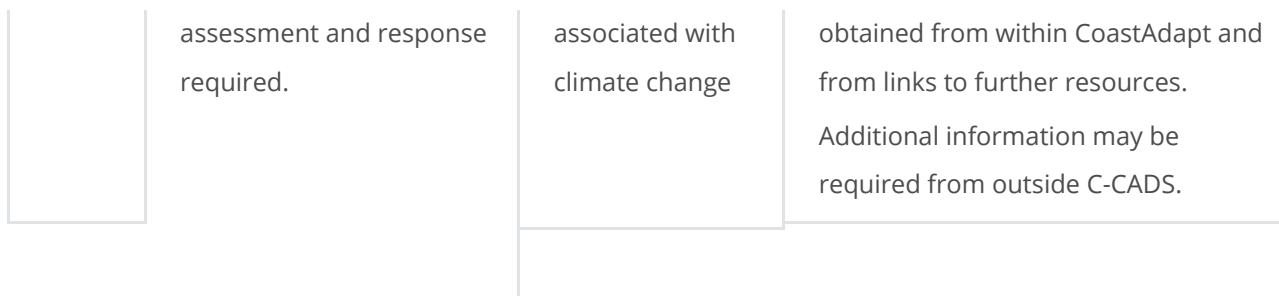 assessment and response
required.
associated with
climate change
obtained from within CoastAdapt and
from links to further resources.
Additional information may be
required from outside C-CADS.